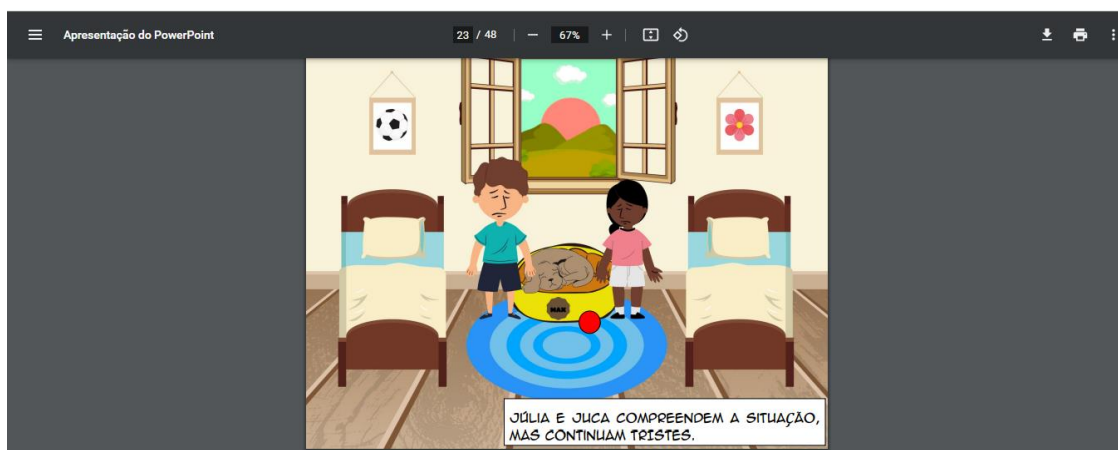 Apresentação do PowerPoint
23 / 48
67%
MAX
JÚLIA E JUCA COMPREENDEM A SITUAÇÃO,
MAS CONTINUAM TRISTES.